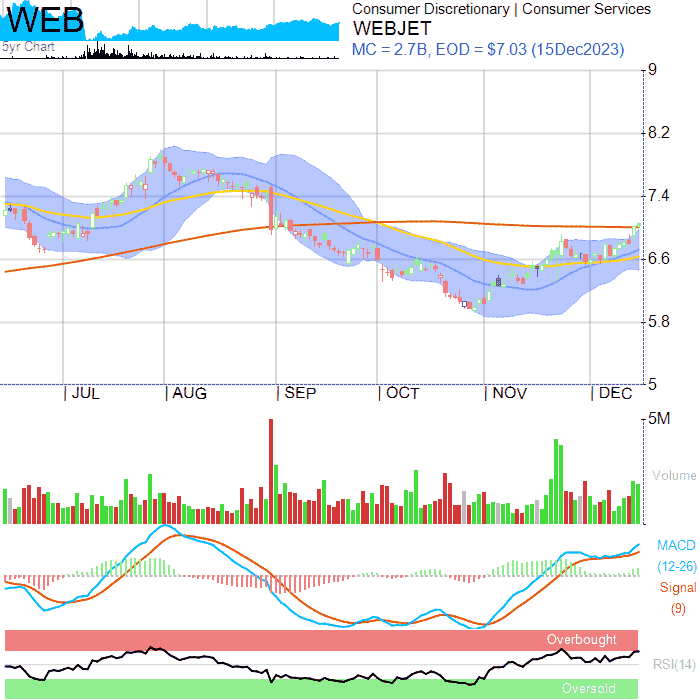 WEB
5yr Chart
Consumer Discretionary | Consumer Services
WEBJET
MC = 2.7B, EOD = $7.03 (15Dec2023)
9
8.2
7.4
6.6
5.8
5
| JUL | AUG | SEP | OCT | NOV | DEC
5M
Volume
MACD
(12-26)
Signal
(9)
Overbought
RSI(14)
Oversold